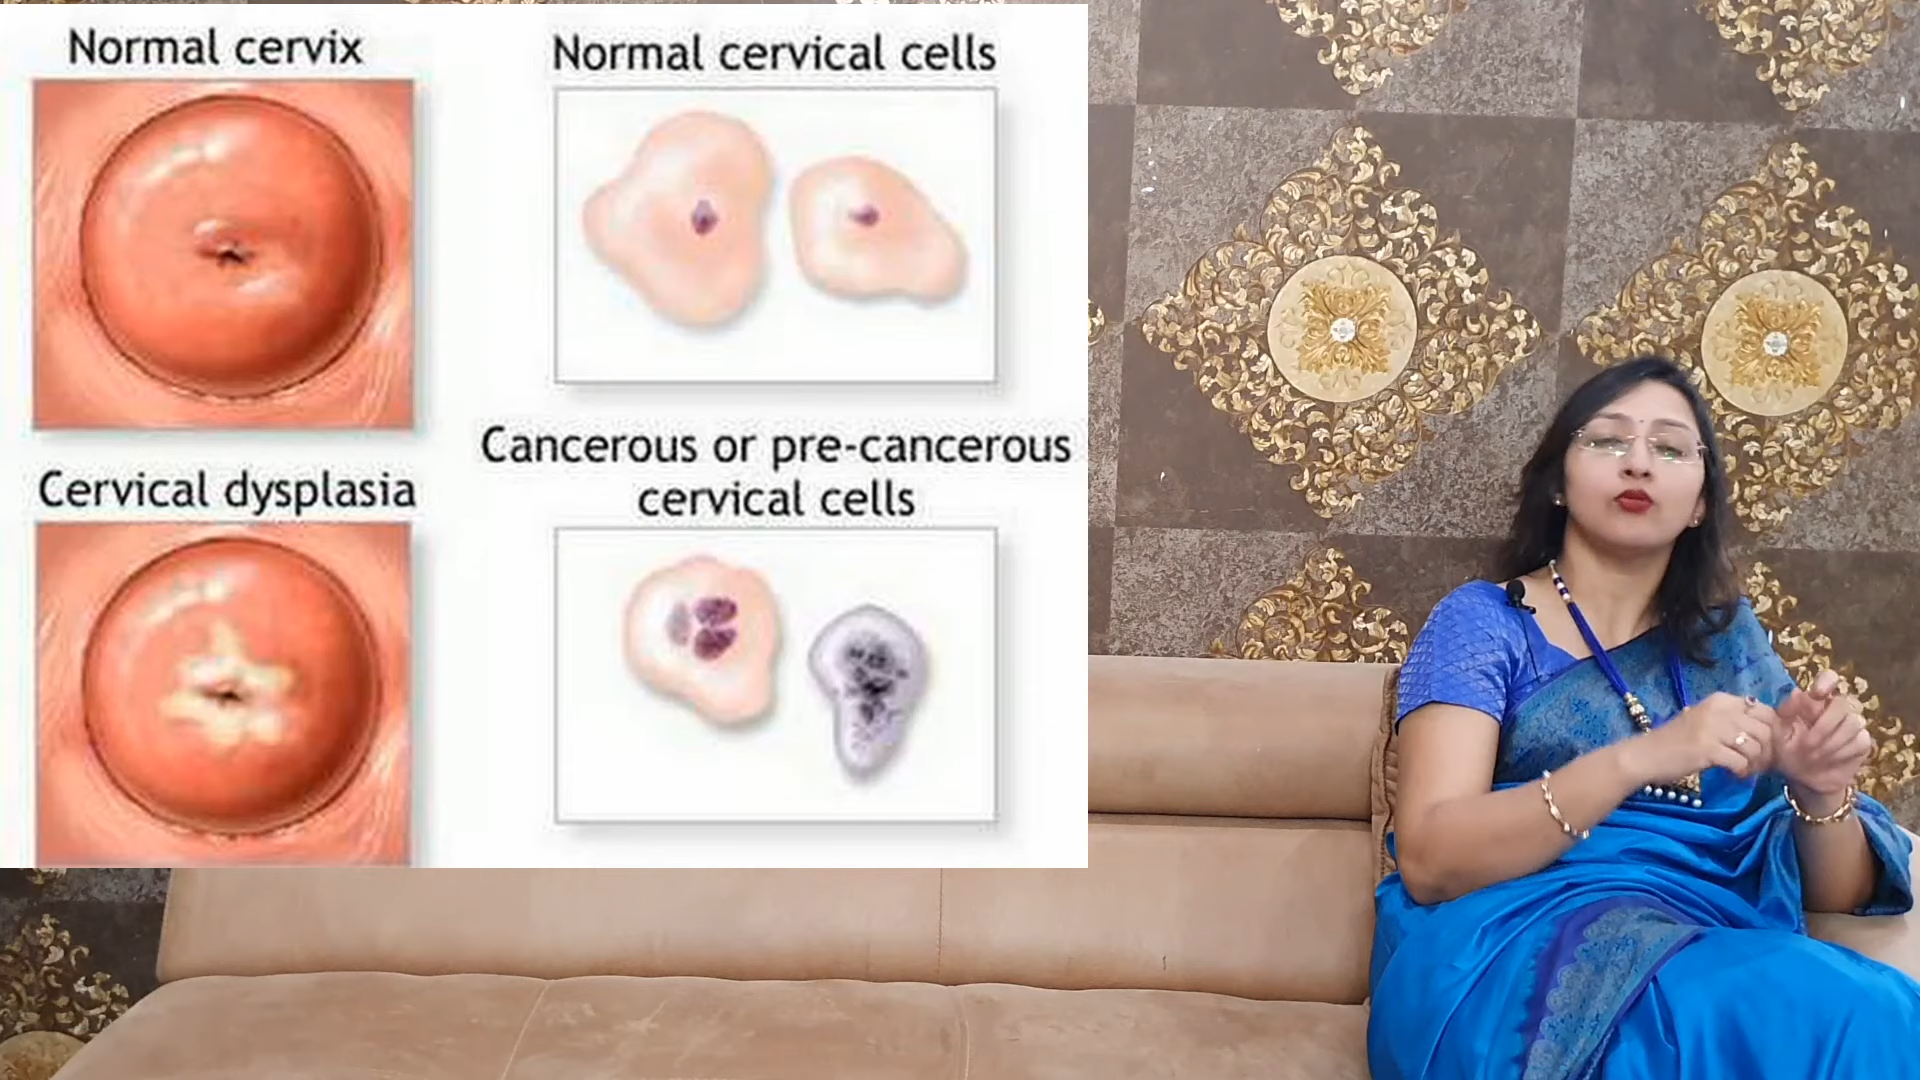 Normal cervix
Normal cervical cells
Cervical dysplasia
Cancerous or pre-cancerous
cervical cells